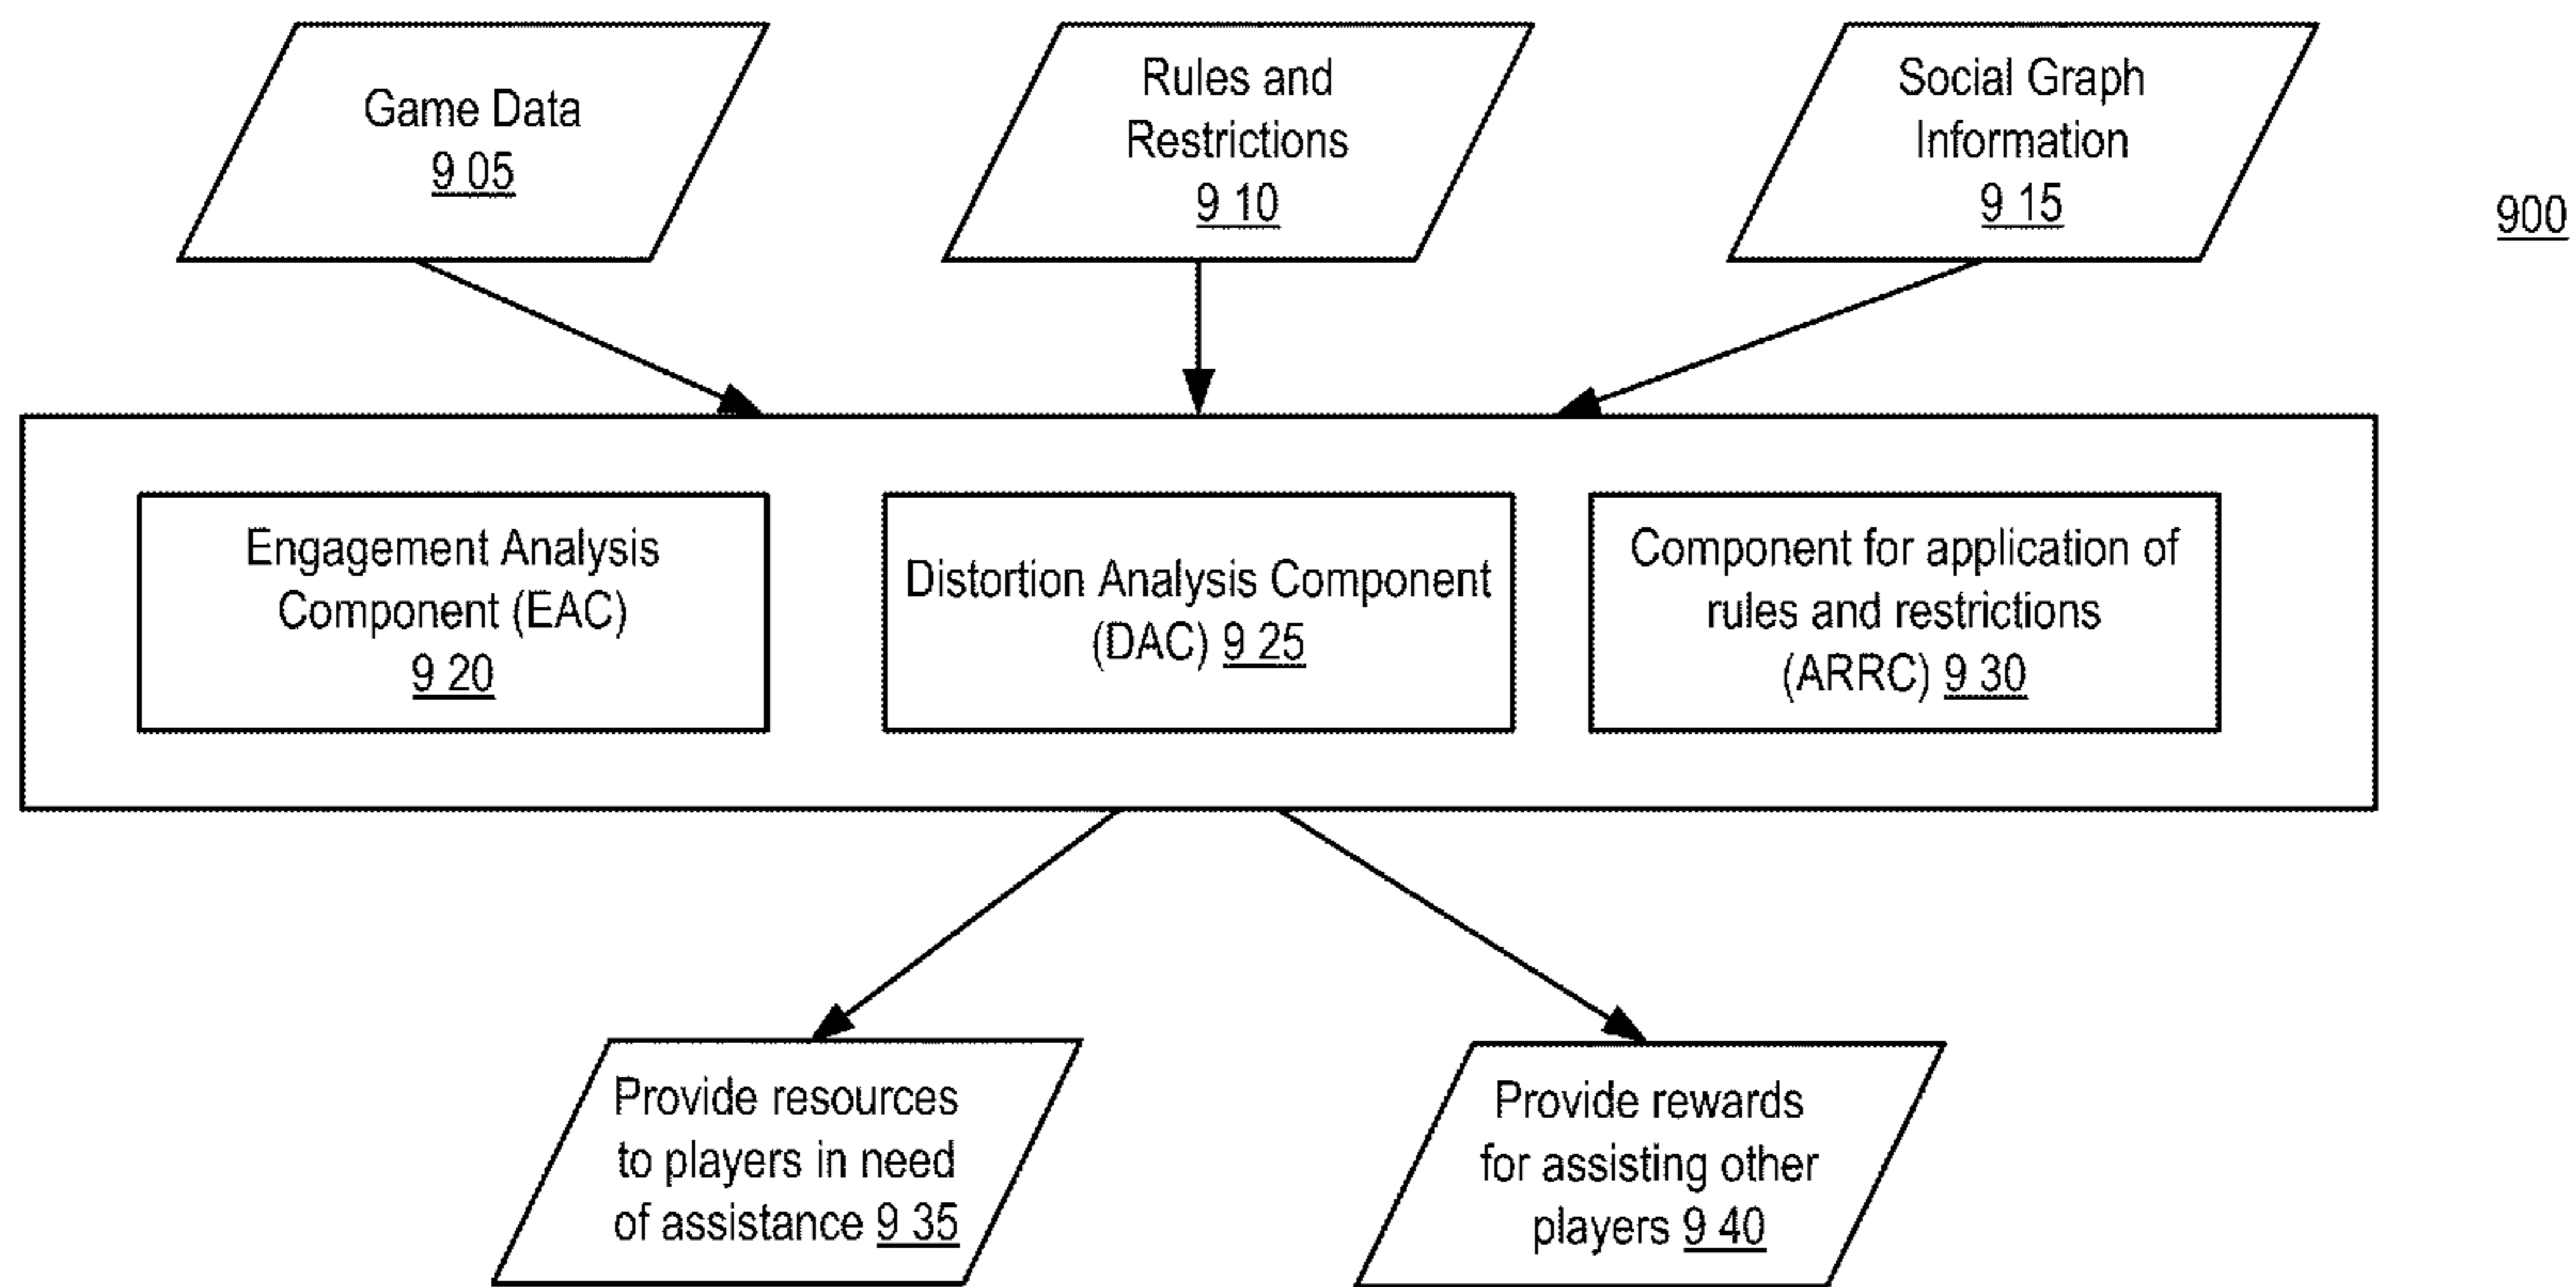 Game Data
9 05
Rules and
Restrictions
9 10
Social Graph
Information
9 15
900
Engagement Analysis
Component (EAC)
9 20
Distortion Analysis Component
(DAC) 9 25
Component for application of
rules and restrictions
(ARRC) 9 30
Provide resources
to players in need
of assistance 9 35
Provide rewards
for assisting other
players 9 40